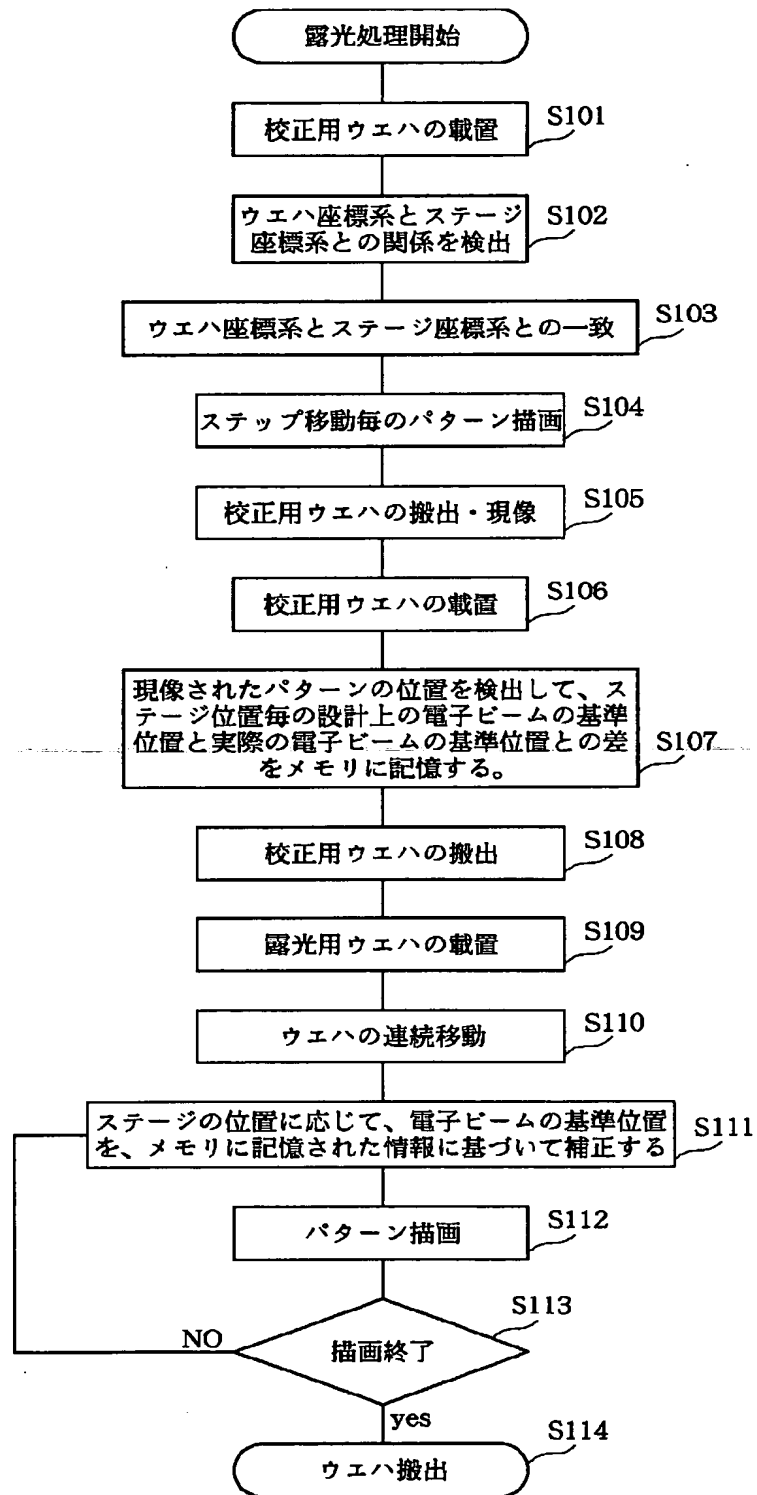 露光処理開始
校正用ウエハの載置
S101
ウエハ座標系とステージ
座標系との関係を検出
S102
ウエハ座標系とステージ座標系との一致
S103
ステップ移動毎のパターン描画
S104
校正用ウエハの搬出・現像
S105
校正用ウエハの載置
S106
現像されたパターンの位置を検出して、ス
テージ位置毎の設計上の電子ビームの基準
位置と実際の電子ビームの基準位置との差
をメモリに記憶する。
S107
校正用ウエハの搬出
S108
露光用ウエハの載置
S109
ウエハの連続移動
S110
ステージの位置に応じて、電子ビームの基準位置
を、メモリに記憶された情報に基づいて補正する
S111
パターン描画
S112
描画終了
S113
NO
yes
ウエハ搬出
S114